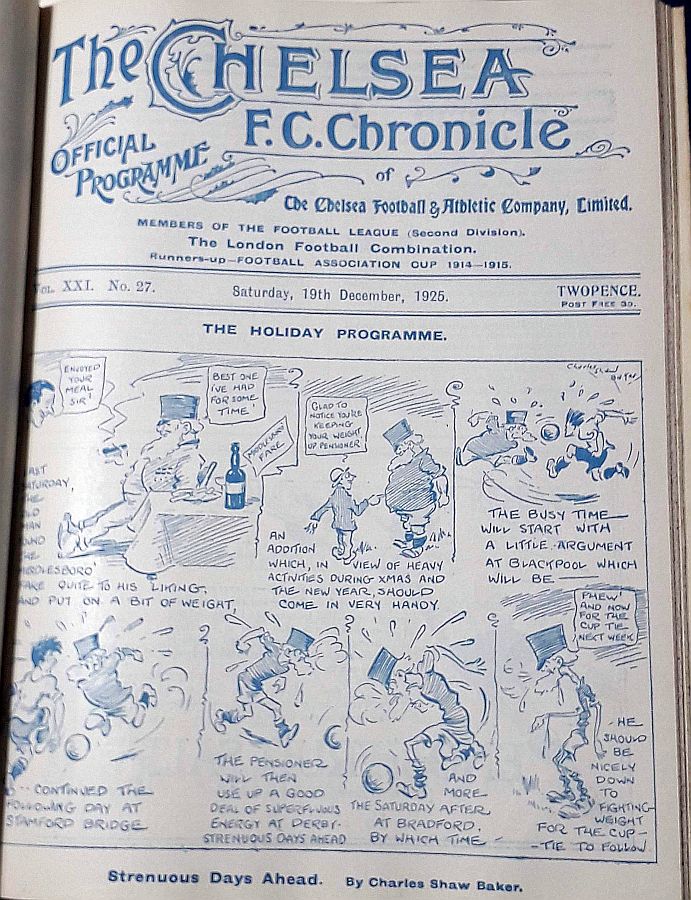 The CHELSEA
F.C. Chronicle
OFFICIAL
PROGRAMME
of
The Chelsea Football & Athletic Company, Limited.
MEMBERS OF THE FOOTBALL LEAGUE (Second Division).
The London Football Combination.
Runners-up—FOOTBALL ASSOCIATION CUP 1914-1915.
VOL. XXI. No. 27.
Saturday, 19th December, 1925.
TWOPENCE.
POST FREE 3D.
THE HOLIDAY PROGRAMME.
ENJOYED
YOUR
MEAL
SIR?
BEST ONE
I'VE HAD
FOR SOME
TIME!
FARE
LAST
SATURDAY,
THE
OLD
MAN
FOUND
THE
MIDDLESBORO'
FARE QUITE TO HIS LIKING,
AND PUT ON A BIT OF WEIGHT,
GLAD TO
NOTICE YOU'RE
KEEPING
YOUR WEIGHT
UP PENSIONER!
AN
ADDITION
WHICH, IN VIEW OF HEAVY
ACTIVITIES DURING XMAS AND
THE NEW YEAR, SHOULD
COME IN VERY HANDY.
THE BUSY TIME
WILL START WITH
A LITTLE ARGUMENT
AT BLACKPOOL WHICH
WILL BE
-- CONTINUED THE
FOLLOWING DAY AT
STAMFORD BRIDGE
THE PENSIONER
WILL THEN
USE UP A GOOD
DEAL OF SUPERFLUOUS
ENERGY AT DERBY-
STRENUOUS DAYS AHEAD
AND
MORE
THE SATURDAY AFTER
AT BRADFORD,
BY WHICH TIME -
PHEW!
AND NOW
FOR THE
CUP TIE
NEXT WEEK
- HE
SHOULD
BE
NICELY
DOWN
TO
FIGHTING
WEIGHT
FOR THE CUP-
-TIE TO FOLLOW.
Strenuous Days Ahead. By Charles Shaw Baker.